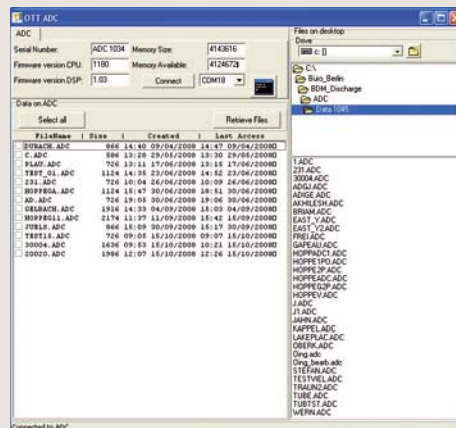 OTT ADC
ADC
Serial Number: ADC 1034 Memory Size: 4143616
Firmware version CPU: 1180 Memory Available: 4124672
Firmware version DSP: 1.03 Connect COM18
Data on ADC
Select all Retrieve Files
FileName | Size | Created | Last Access
DURACH.ADC 866 14:40 09/04/2008 14:47 09/04/2008
C.ADC 586 13:28 29/05/2008 13:30 29/05/2008
PLAU.ADC 726 13:11 17/06/2008 13:15 17/06/2008
TEST_01.ADC 1124 14:35 23/06/2008 14:52 23/06/2008
231.ADC 726 10:04 26/06/2008 10:09 26/06/2008
HOPPEGA.ADC 1124 15:47 30/06/2008 18:51 30/06/2008
AD.ADC 726 19:05 30/06/2008 19:06 30/06/2008
GELBACH.ADC 1916 14:33 04/09/2008 15:03 04/09/2008
HOPPEG11.ADC 2174 11:37 11/09/2008 15:42 15/09/2008
JUELS.ADC 866 15:09 30/09/2008 15:17 30/09/2008
TEST15.ADC 726 09:05 15/10/2008 09:07 15/10/2008
30004.ADC 1636 09:53 15/10/2008 10:21 15/10/2008
20020.ADC 1986 12:07 15/10/2008 12:26 15/10/2008
Connected to ADC
Files on desktop
Drive
c: []
C:\
Büro_Berlin
BDM_Discharge
ADC
Data 1045
1.ADC
231.ADC
30004.ADC
ADGJ.ADC
ADIGE.ADC
AKHILESH.ADC
BRIAM.ADC
EAST_Y.ADC
EAST_Y2.ADC
FREI.ADC
GAPEAU.ADC
HOPPADC1.ADC
HOPPE1PO.ADC
HOPPE2P.ADC
HOPPEADC.ADC
HOPPEG2P.ADC
HOPPEV.ADC
J.ADC
J1.ADC
JAHN.ADC
KAPPEL.ADC
LAKEPLAC.ADC
OBERK.ADC
Oing.adc
Oing_bearb.adc
STEFAN.ADC
TESTVIEL.ADC
TRAUN2.ADC
TUBE.ADC
TUBTST.ADC
WERN.ADC